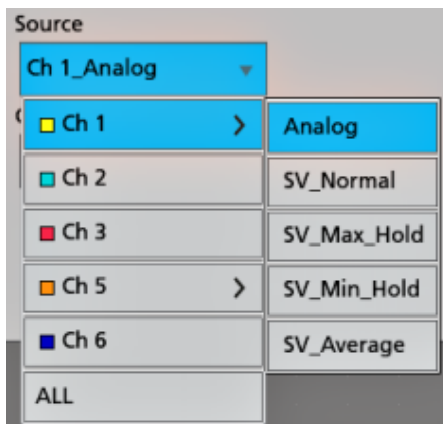 Source
Ch 1_Analog
Ch 1
Ch 2
Ch 3
Ch 5
Ch 6
ALL
Analog
SV_Normal
SV_Max_Hold
SV_Min_Hold
SV_Average